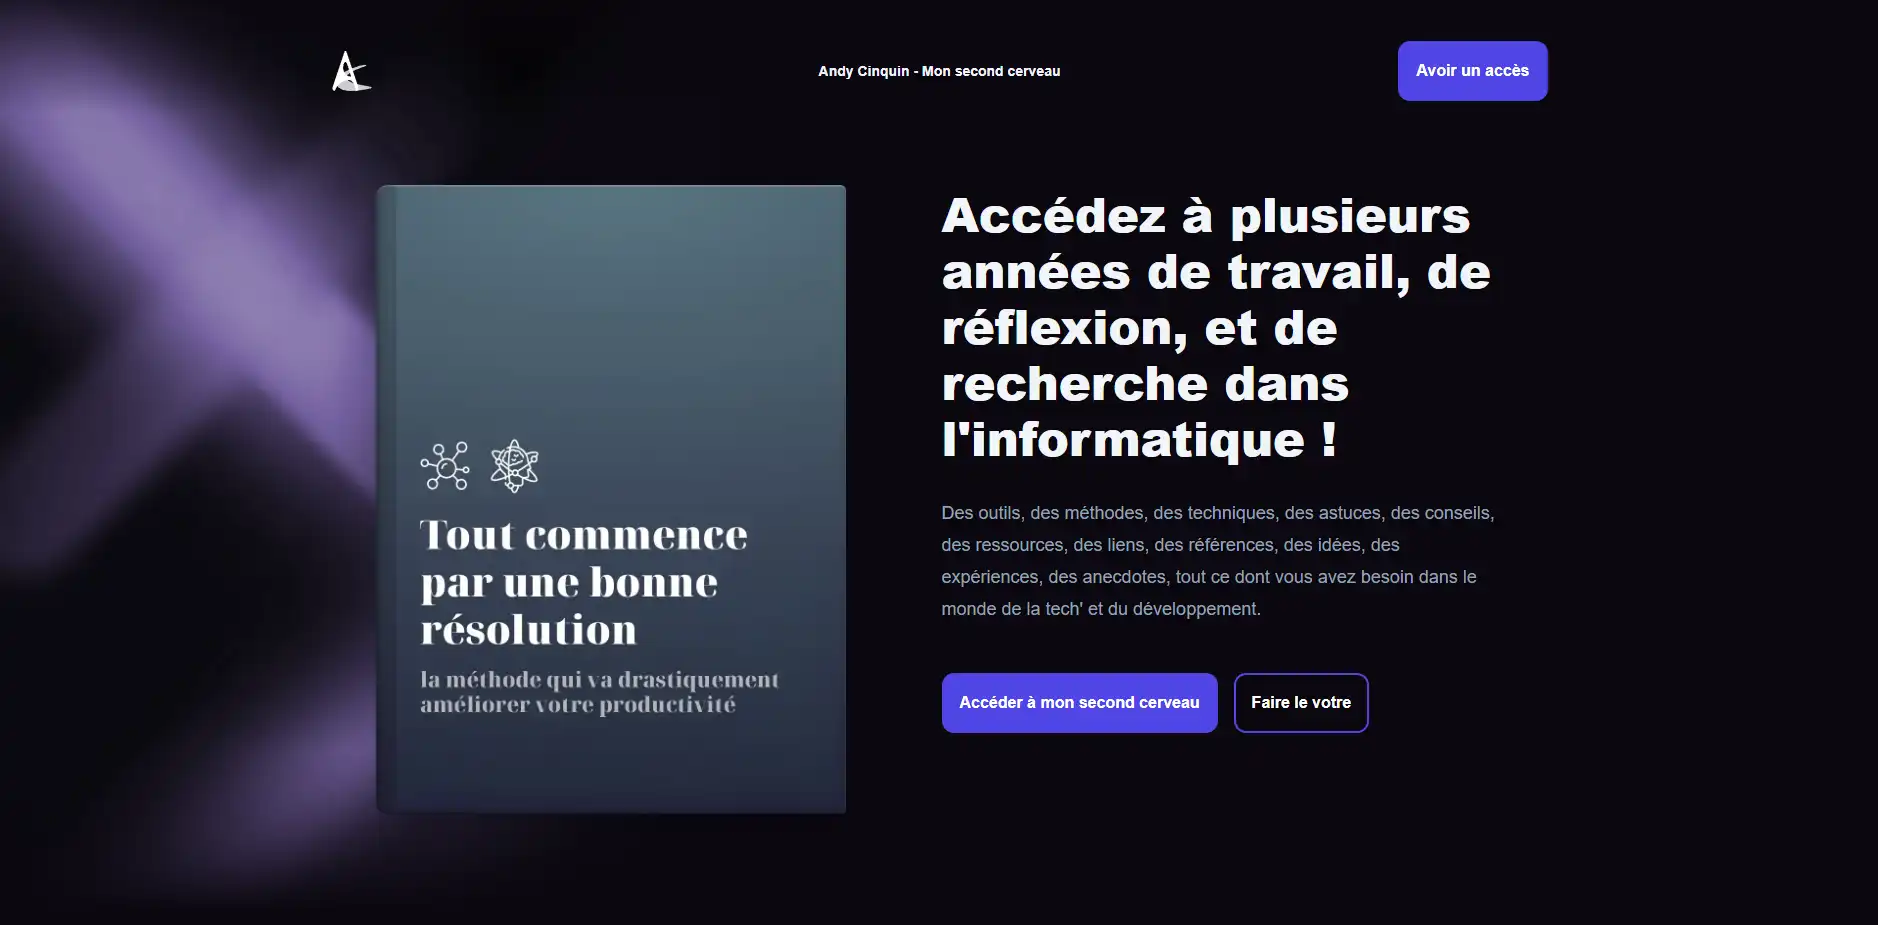 Andy Cinquin - Mon second cerveau
Avoir un accès
Tout commence
par une bonne
résolution
la méthode qui va drastiquement
améliorer votre productivité
Accédez à plusieurs
années de travail, de
réflexion, et de
recherche dans
l'informatique !
Des outils, des méthodes, des techniques, des astuces, des conseils,
des ressources, des liens, des références, des idées, des
expériences, des anecdotes, tout ce dont vous avez besoin dans le
monde de la tech' et du développement.
Accéder à mon second cerveau
Faire le votre